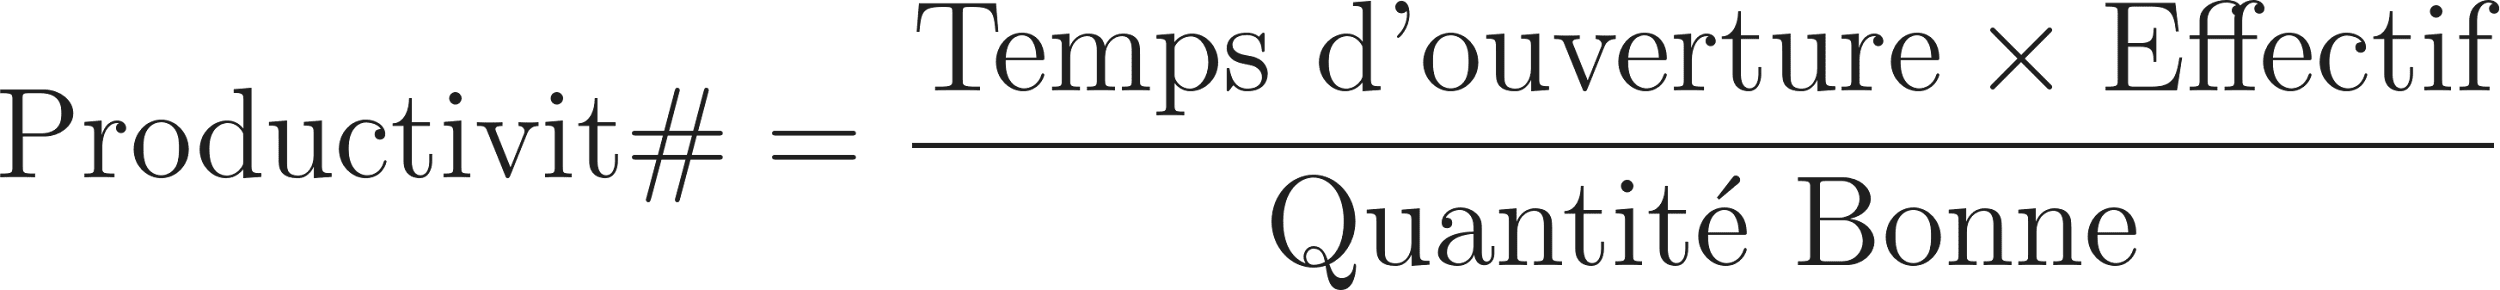 Productivit# = Temps d'ouverture × Effectif
Quantité Bonne